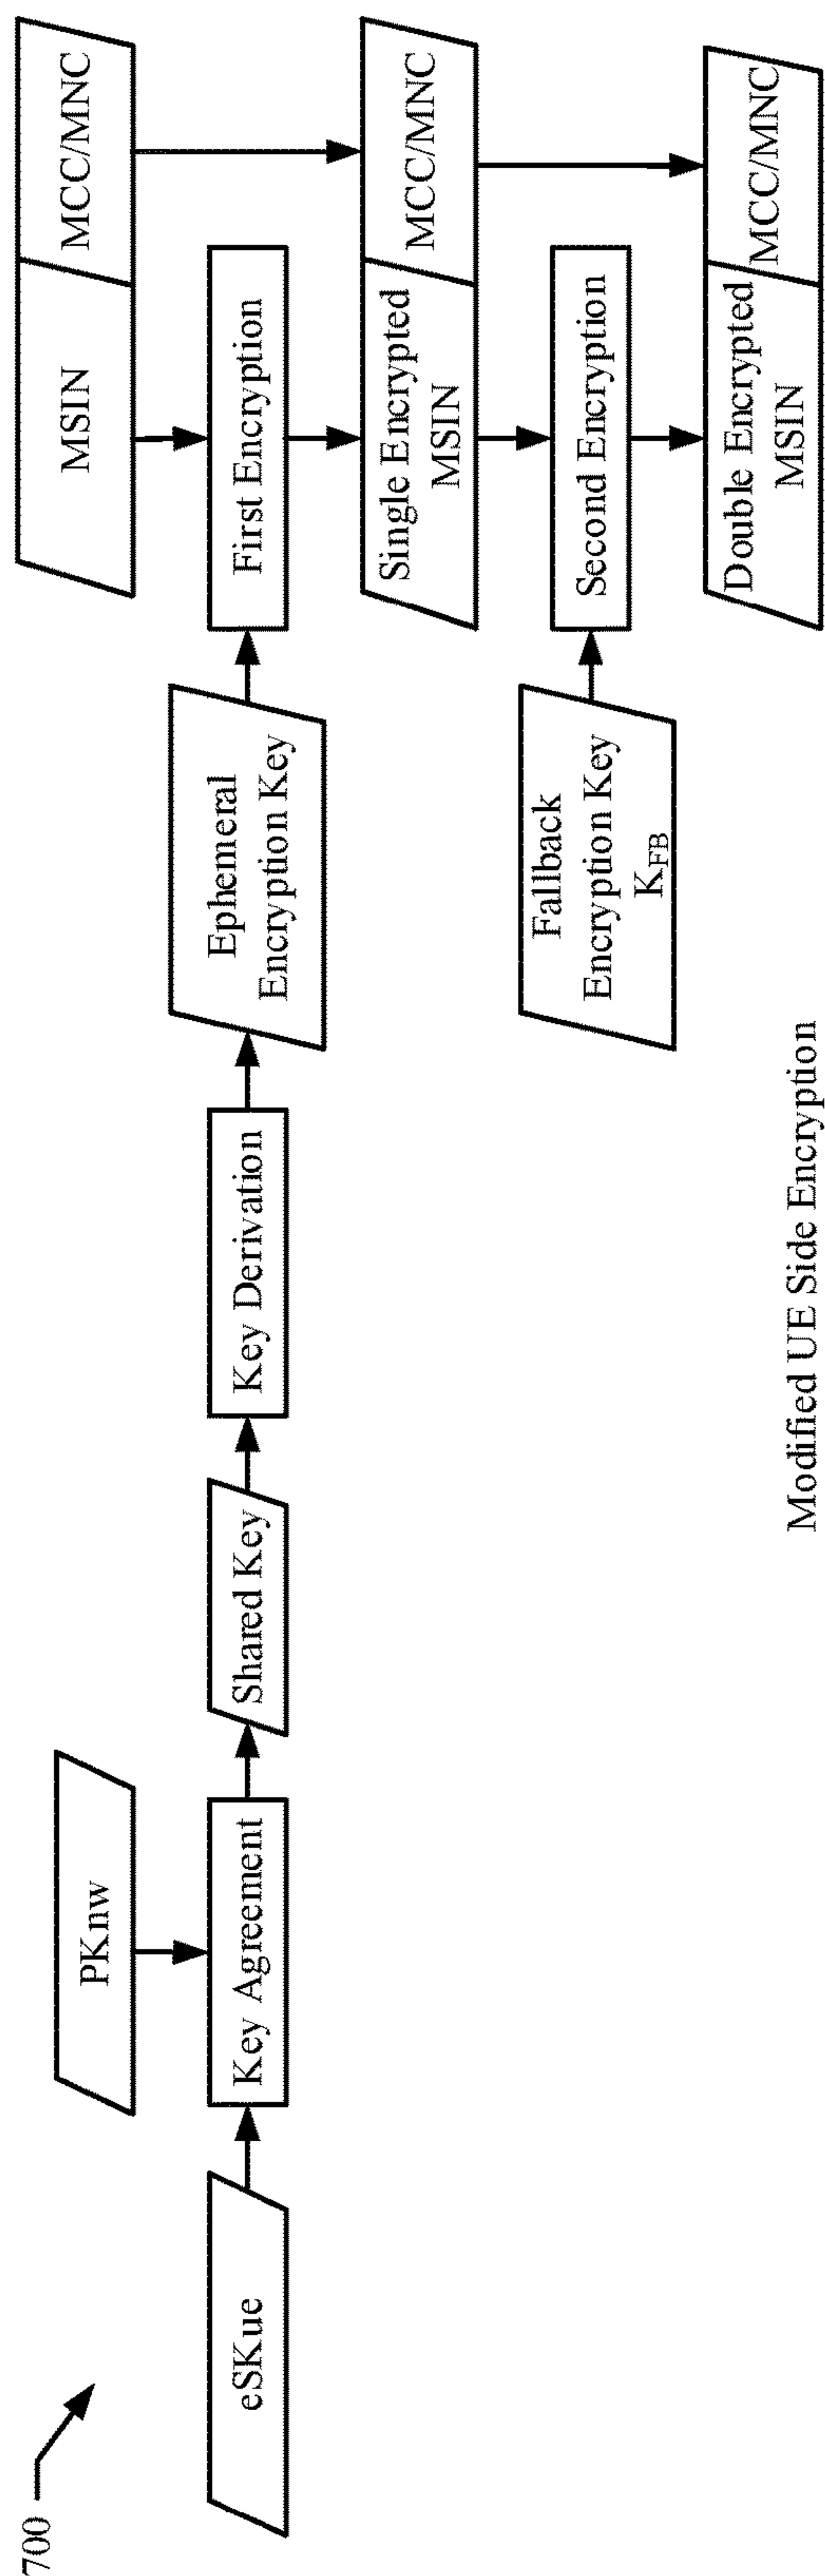 700
PKnw
MSIN
MCC/MNC
eSKue
Key Agreement
Shared Key
Key Derivation
Ephemeral
Encryption Key
First Encryption
Single Encrypted
MSIN
MCC/MNC
Fallback
Encryption Key
KFB
Second Encryption
Double Encrypted
MSIN
MCC/MNC
Modified UE Side Encryption